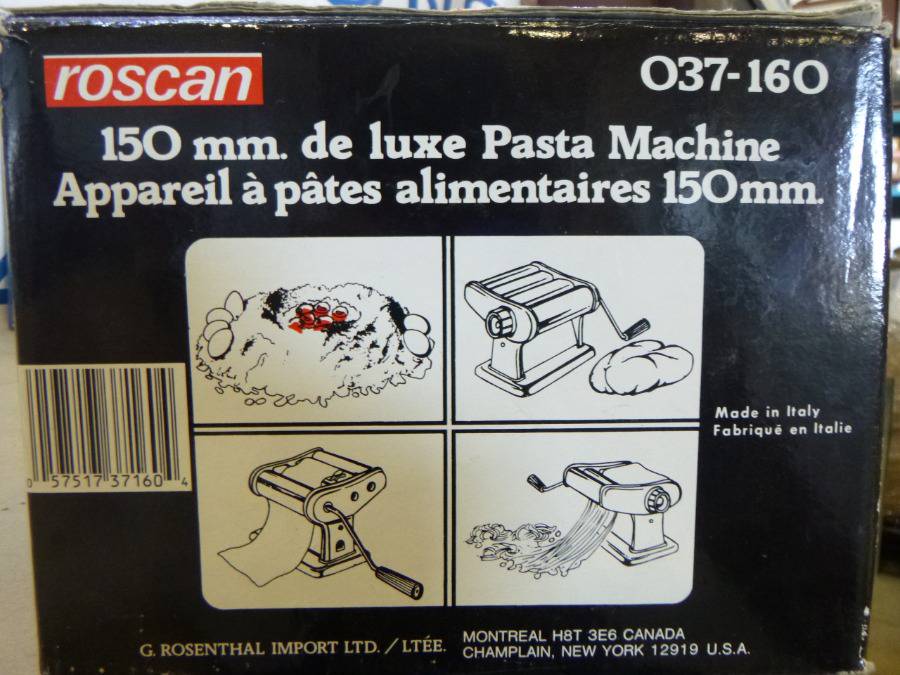 roscan
037-160
150 mm. de luxe Pasta Machine
Appareil à pâtes alimentaires 150mm.
Made in Italy
Fabriqué en Italie
0 57517 37160 4
G. ROSENTHAL IMPORT LTD. / LTÉE.
MONTREAL H8T 3E6 CANADA
CHAMPLAIN, NEW YORK 12919 U.S.A.